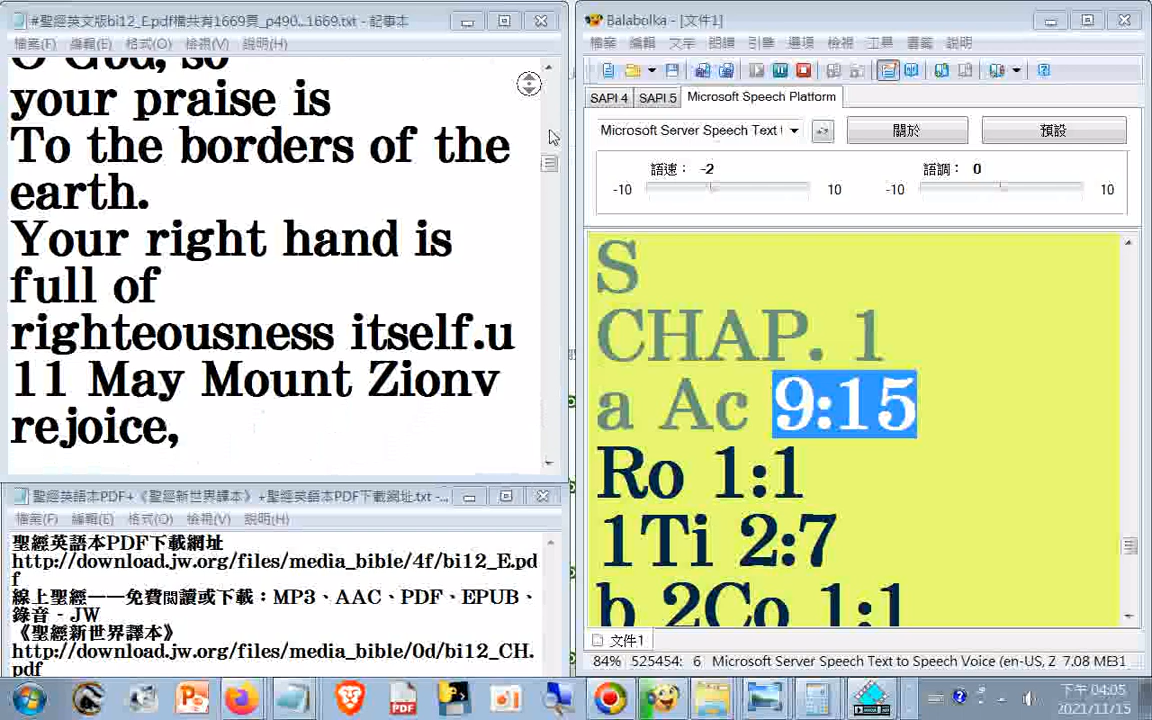 #聖經英文版bi12_E.pdf檔共有1669頁_p490...1669.txt - 記事本
檔案(F) 編輯(E) 格式(O) 檢視(V) 說明(H)
O God, so
your praise is
To the borders of the
earth.
Your right hand is
full of
righteousness itself.u
11 May Mount Zionv
rejoice,
聖經英語本PDF+《聖經新世界譯本》+聖經英語本PDF下載網址.txt - ...
檔案(F) 編輯(E) 格式(O) 檢視(V) 說明(H)
聖經英語本PDF下載網址
http://download.jw.org/files/media_bible/4f/bi12_E.pd
f
線上聖經——免費閱讀或下載：MP3、AAC、PDF、EPUB、
錄音 - JW
《聖經新世界譯本》
http://download.jw.org/files/media_bible/0d/bi12_CH.
pdf
Balabolka - [文件1]
檔案 編輯 文字 朗讀 引擎 選項 檢視 工具 書籤 說明
SAPI 4 SAPI 5 Microsoft Speech Platform
Microsoft Server Speech Text 關於 預設
語速： -2 語調： 0
-10 10 -10 10
S
CHAP. 1
a Ac 9:15
Ro 1:1
1Ti 2:7
b 2Co 1:1
文件1
84% 525454: 6 Microsoft Server Speech Text to Speech Voice (en-US, Z 7.08 MB
PDF
下午 04:05
2021/11/15